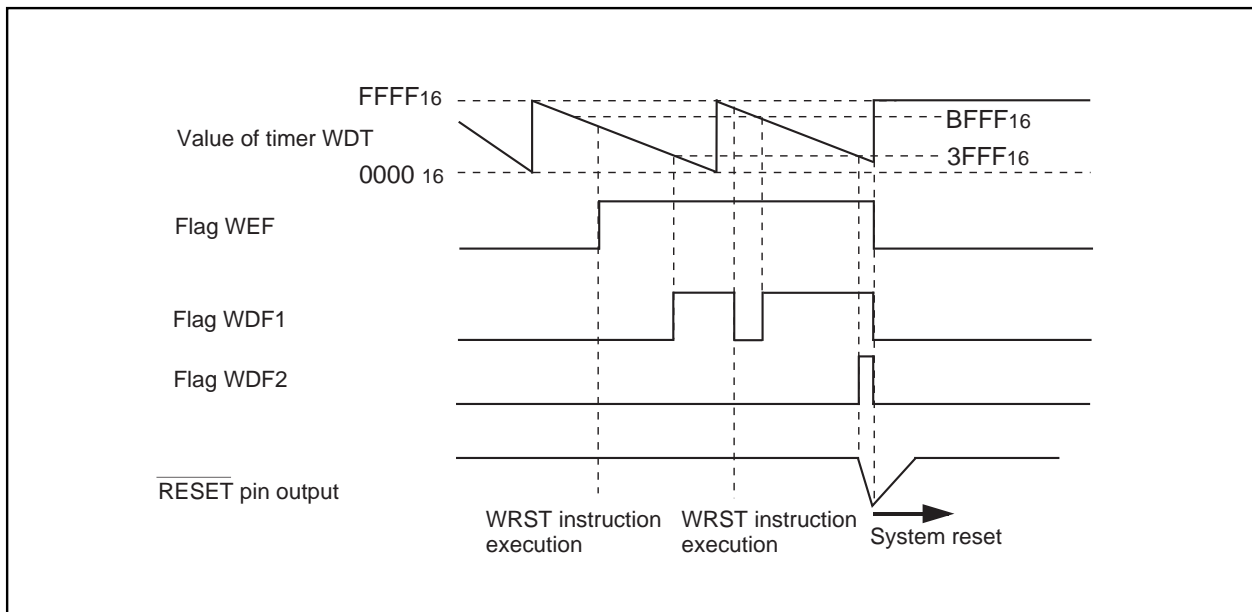 FFFF16
BFFF16
Value of timer WDT
3FFF16
0000 16
Flag WEF
Flag WDF1
Flag WDF2
RESET pin output
WRST instruction
execution
WRST instruction
execution
System reset